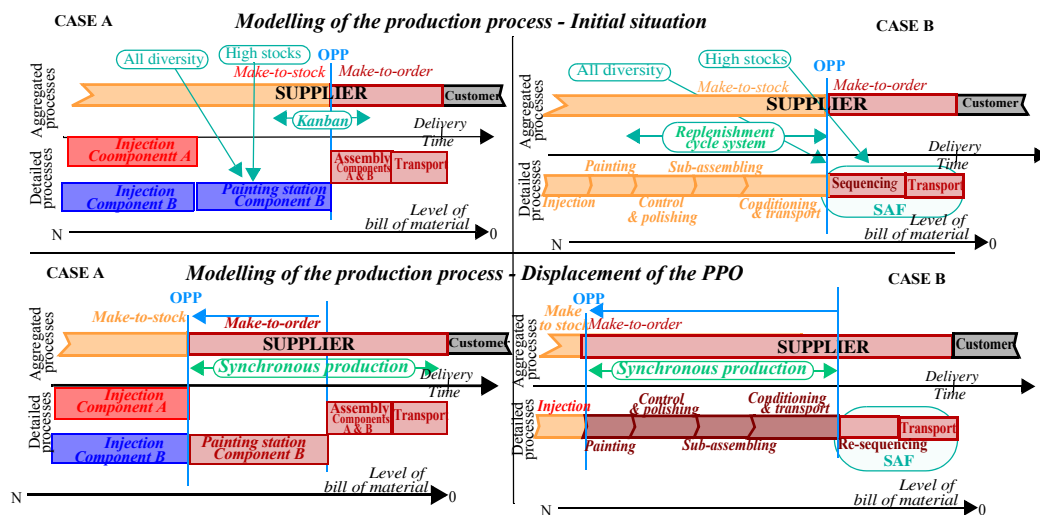 Modelling of the production process - Initial situation
CASE A
All diversity
High stocks
OPP
Make-to-stock
Make-to-order
SUPPLIER
Customer
Aggregated
processes
Kanban
Delivery
Time
Detailed
processes
Injection
Coomponent A
Assembly
Components
A & B
Transport
Injection
Component B
Painting station
Component B
Level of
bill of material
N
0
CASE B
High stocks
OPP
All diversity
Make-to-stock
Make-to-order
SUPPLIER
Customer
Aggregated
processes
Replenishment
cycle system
Delivery
Time
Detailed
processes
Painting
Sub-assembling
Sequencing
Transport
Injection
Control
& polishing
Conditioning
& transport
SAF
Level of
bill of material
N
0
Modelling of the production process - Displacement of the PPO
CASE A
OPP
Make-to-stock
Make-to-order
SUPPLIER
Customer
Aggregated
processes
Synchronous production
Delivery
Time
Detailed
processes
Injection
Component A
Assembly
Components
A & B
Transport
Injection
Component B
Painting station
Component B
Level of
bill of material
N
0
CASE B
OPP
Make
to stock
Make-to-order
SUPPLIER
Customer
Aggregated
processes
Synchronous production
Delivery
Time
Detailed
processes
Injection
Control
& polishing
Conditioning
& transport
Transport
Painting
Sub-assembling
Re-sequencing
SAF
Level of
bill of material
N
0